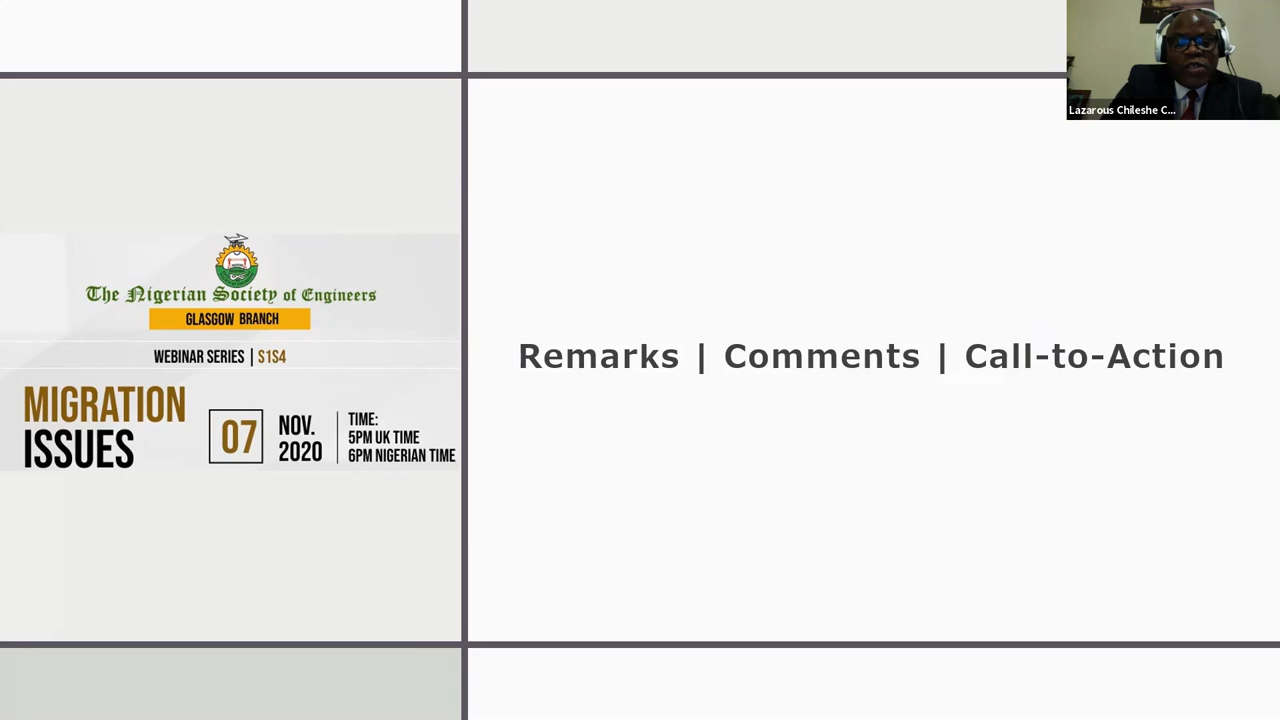 Lazarous Chileshe C...
The Nigerian Society of Engineers
GLASGOW BRANCH
WEBINAR SERIES | S1S4
MIGRATION
ISSUES
07
NOV.
2020
TIME:
5PM UK TIME
6PM NIGERIAN TIME
Remarks | Comments | Call-to-Action